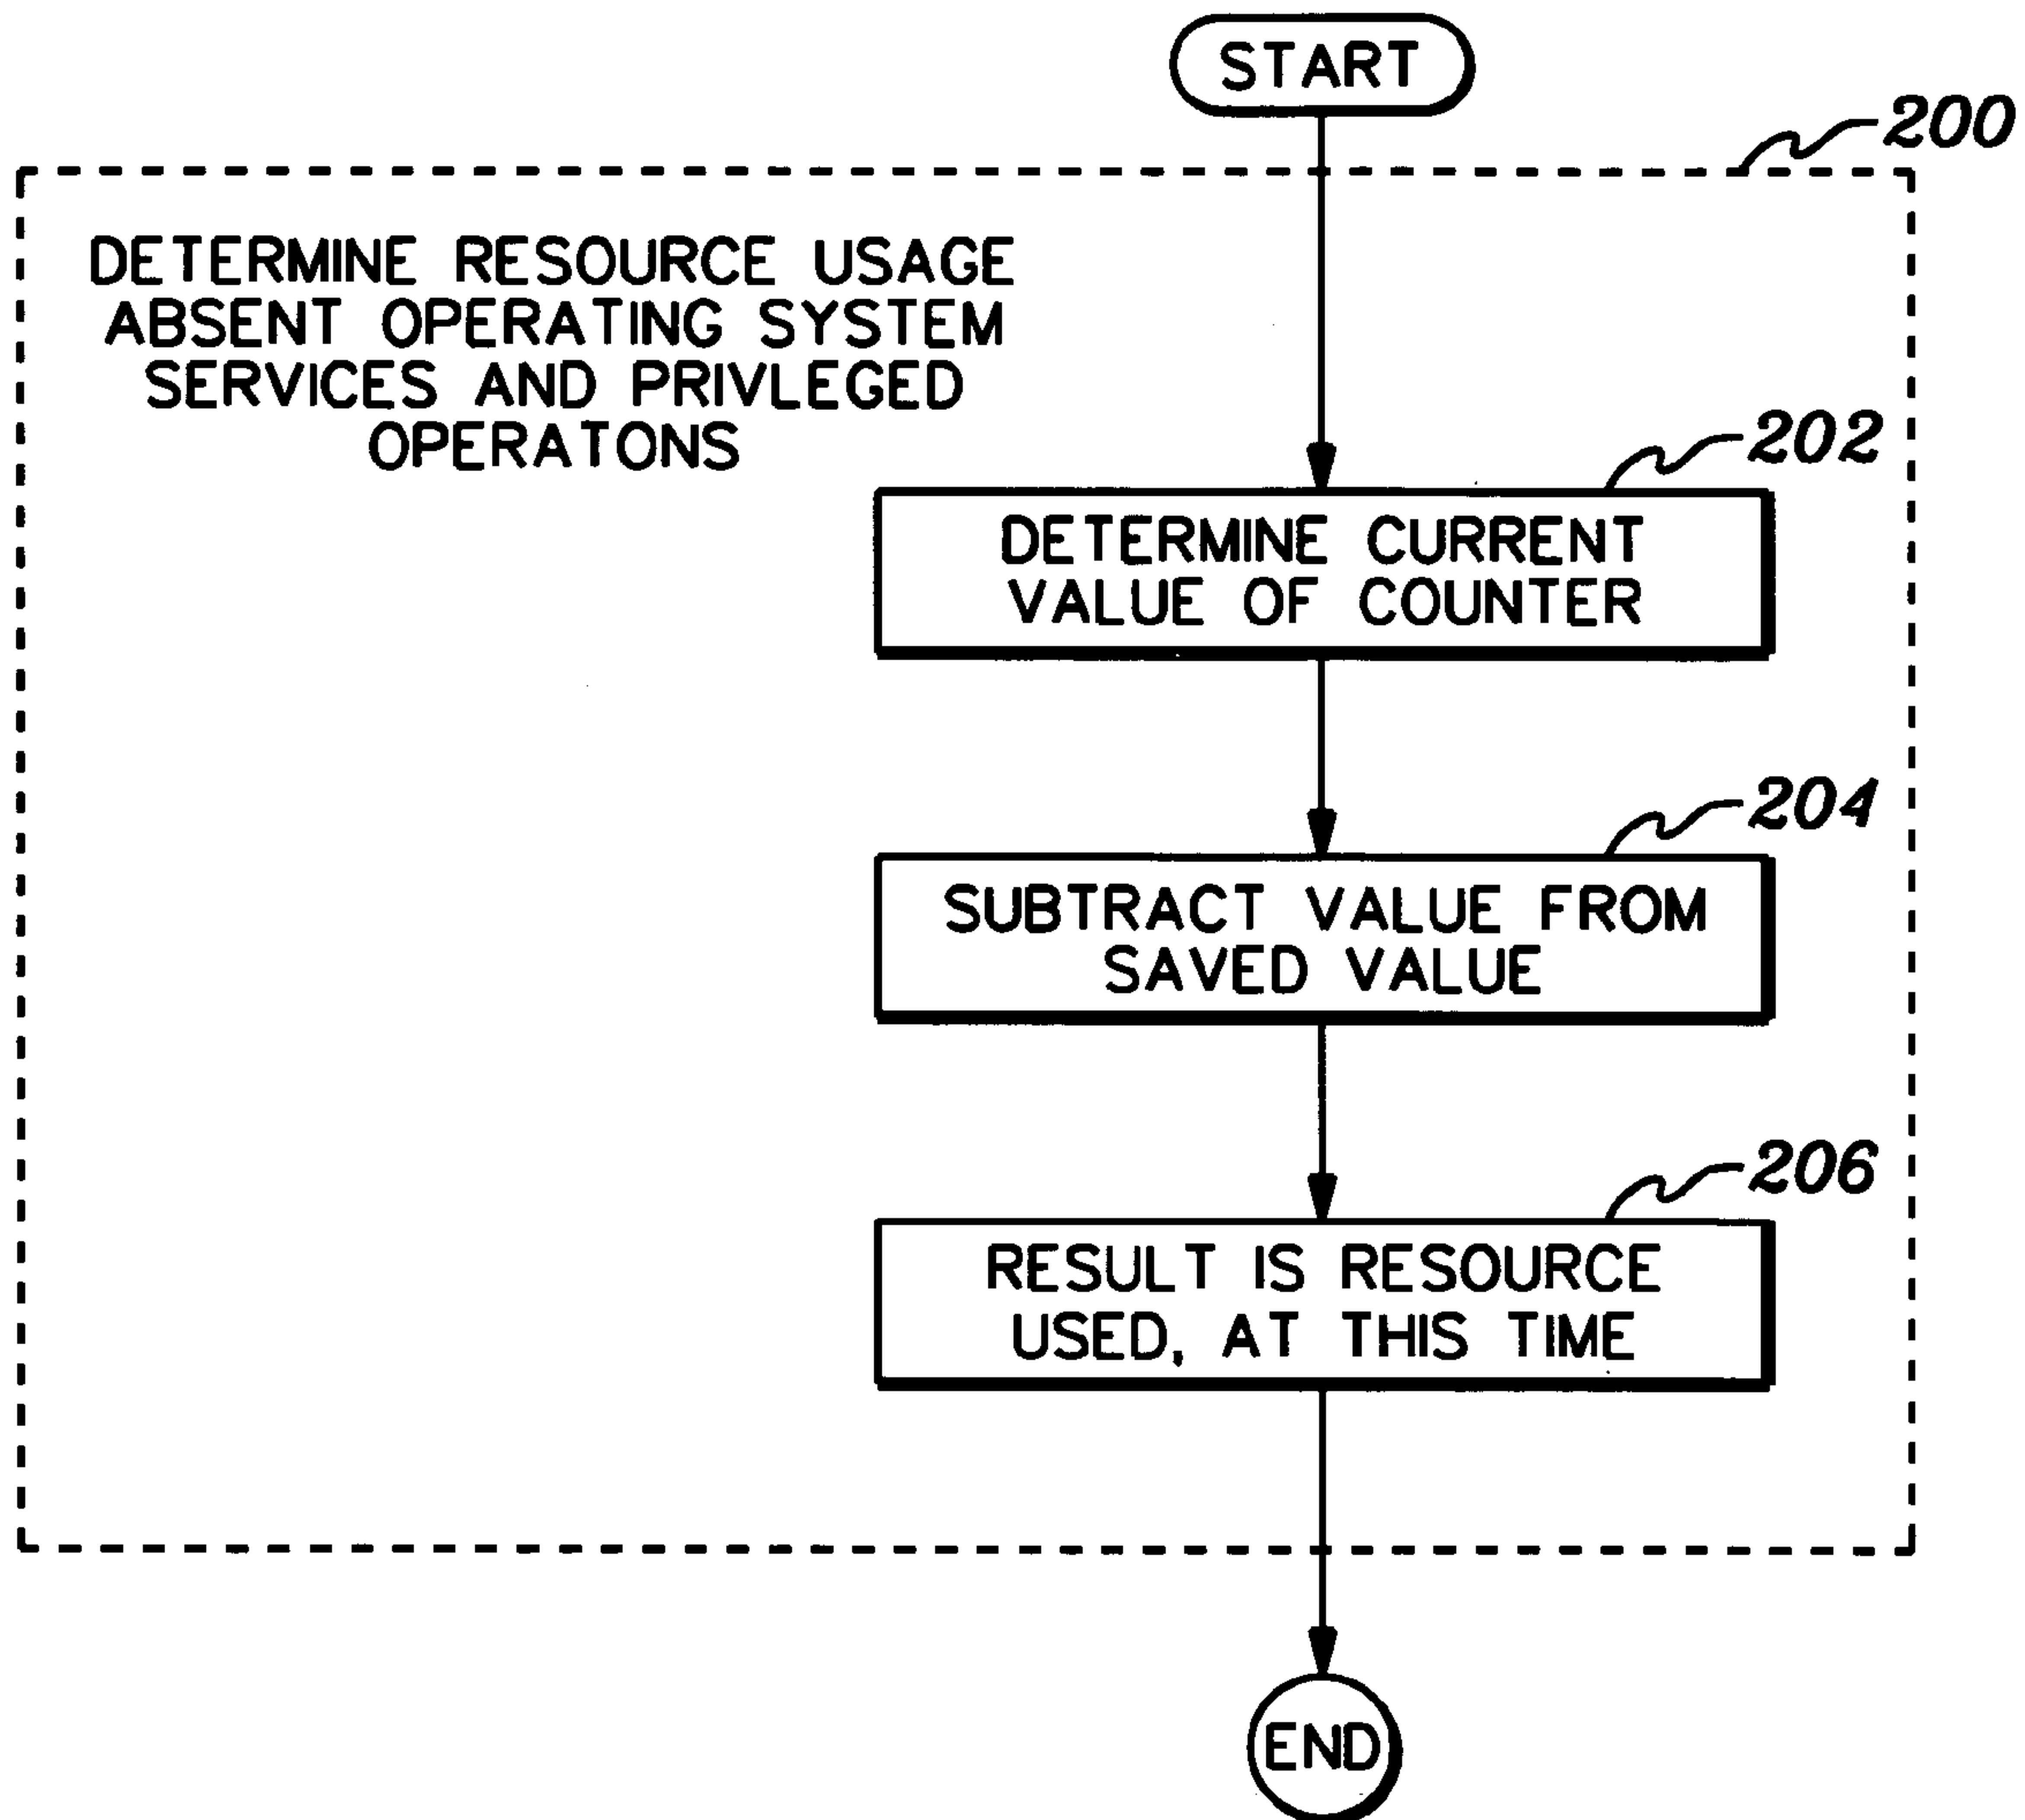 START
200
DETERMINE RESOURCE USAGE
ABSENT OPERATING SYSTEM
SERVICES AND PRIVLEGED
OPERATONS
202
DETERMINE CURRENT
VALUE OF COUNTER
204
SUBTRACT VALUE FROM
SAVED VALUE
206
RESULT IS RESOURCE
USED, AT THIS TIME
END